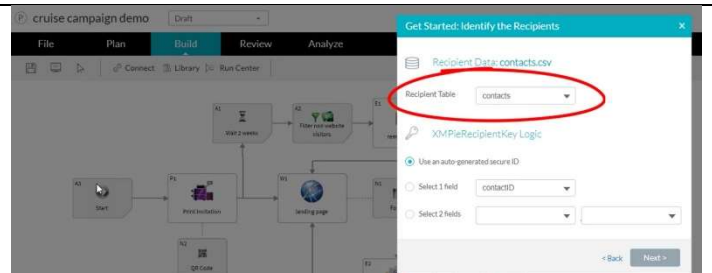 cruise campaign demo
Draft
File Plan Build Review Analyze
Connect Library Run Center
A1
Wait 2 weeks
A2
Filter non website
visitors
E1
A3
Start
P1
Print Invitation
W1
landing page
N1
N2
QR Code
E2
Get Started: Identify the Recipients
x
Recipient Data: contacts.csv
Recipient Table contacts
XMPieRecipientKey Logic
Use an auto-generated secure ID
Select 1 field contactID
Select 2 fields
< Back Next >